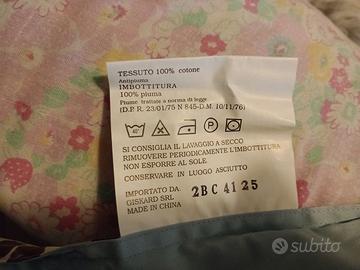 TESSUTO 100% cotone
Antipiuma
IMBOTTITURA
100% piuma
Piume trattate a norma di legge
(D.P.R. 23/01/75 N 845-D.M. 10/11/76)
40°
P
SI CONSIGLIA IL LAVAGGIO A SECCO
RIMUOVERE PERIODICAMENTE L'IMBOTTITURA
NON ESPORRE AL SOLE
CONSERVARE IN LUOGO ASCIUTTO
IMPORTATO DA
GISKARD SRL
MADE IN CHINA
2BC4125
subito